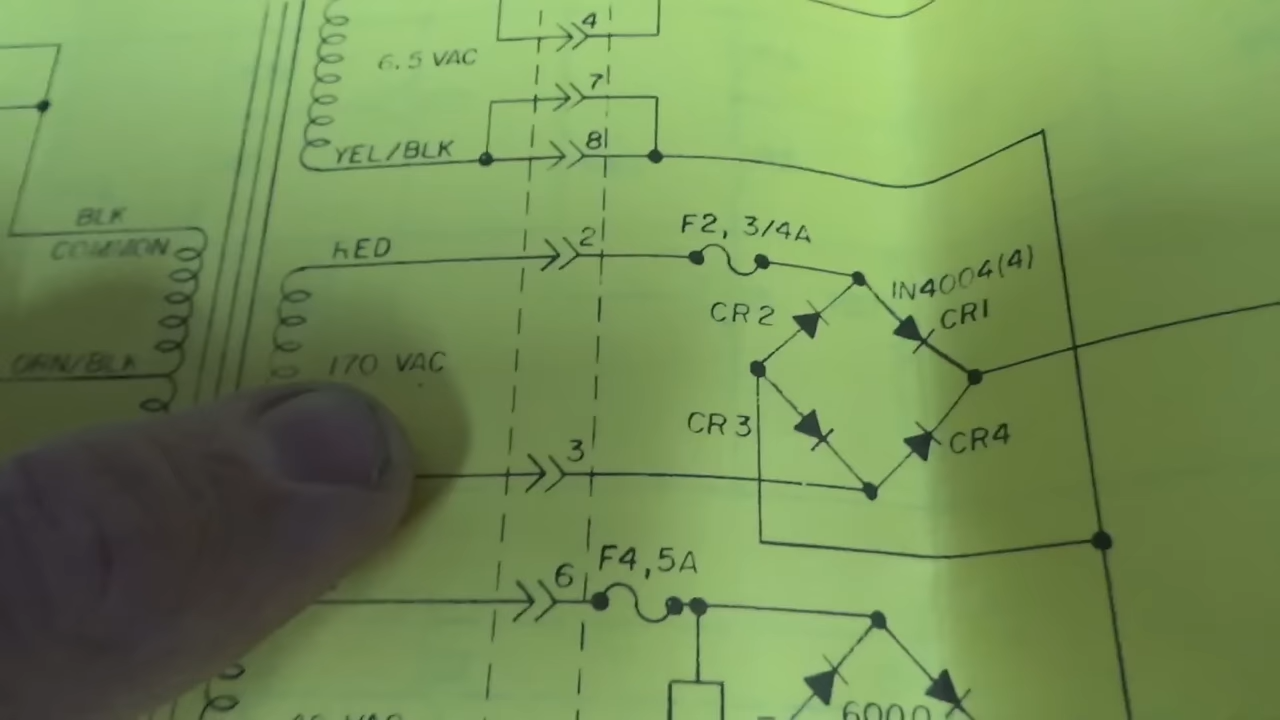 4
6.5 VAC
7
YEL/BLK
8
BLK
COMMON
RED
2
F2, 3/4A
IN4004(4)
CR2
CR1
ORN/BLK
170 VAC
CR3
CR4
3
F4, 5A
6